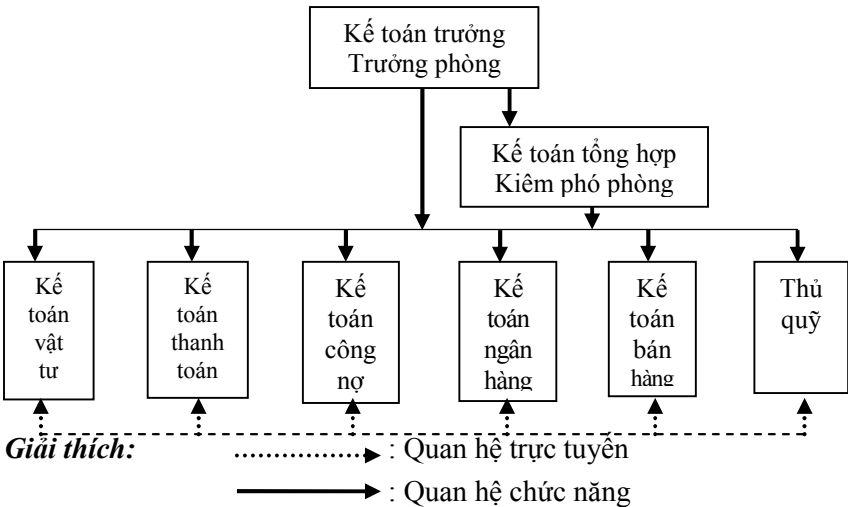 Kế toán trưởng
Trưởng phòng
Kế toán tổng hợp
Kiêm phó phòng
Kế
toán
vật
tư
Kế
toán
thanh
toán
Kế
toán
công
nợ
Kế
toán
ngân
hàng
Kế
toán
bán
hàng
Thủ
quỹ
Giải thích:
: Quan hệ trực tuyến
: Quan hệ chức năng